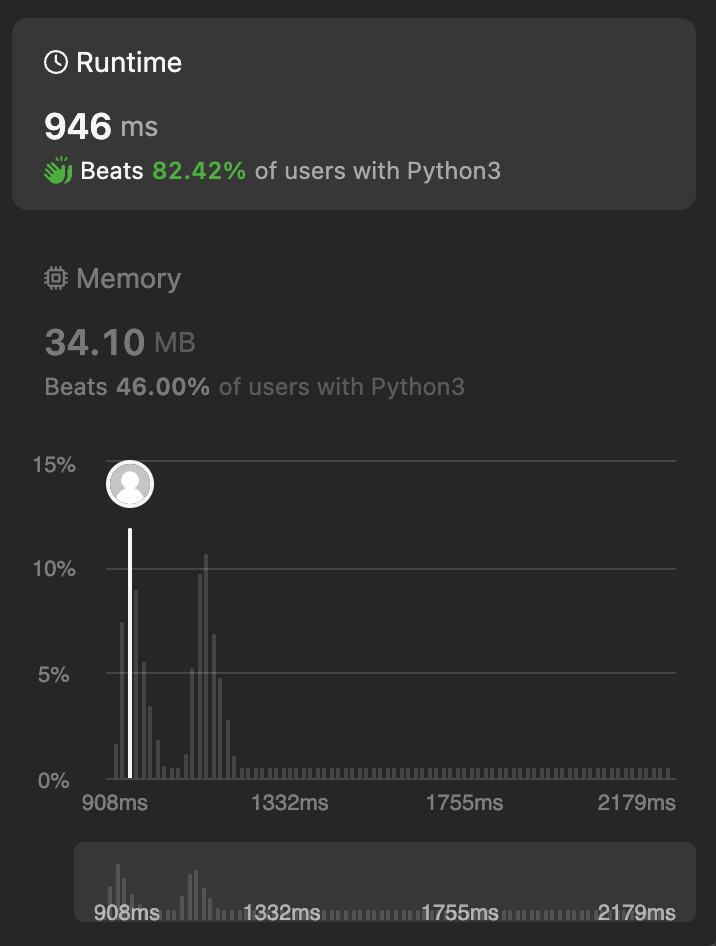 Runtime
946 ms
Beats 82.42% of users with Python3
Memory
34.10 MB
Beats 46.00% of users with Python3
15%
10%
5%
0%
908ms 1332ms 1755ms 2179ms
908ms 1332ms 1755ms 2179ms